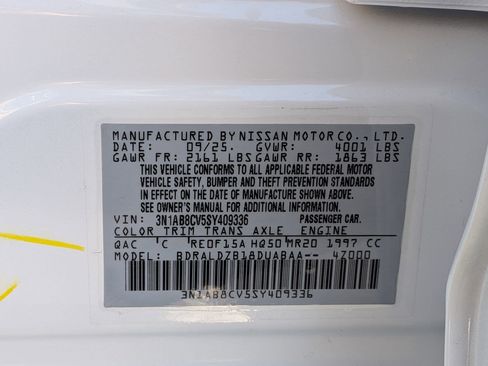 MANUFACTURED BY NISSAN MOTOR CO., LTD.
DATE: 09/25. GVWR: 4001 LBS
GAWR FR: 2161 LBS GAWR RR: 1863 LBS
THIS VEHICLE CONFORMS TO ALL APPLICABLE FEDERAL MOTOR
VEHICLE SAFETY, BUMPER AND THEFT PREVENTION STANDARDS
IN EFFECT ON THE DATE OF MANUFACTURE SHOWN ABOVE.
SEE OWNER'S MANUAL FOR ADDITIONAL INFORMATION.
VIN: 3N1AB8CV5SY409336 PASSENGER CAR.
COLOR TRIM TRANS AXLE ENGINE
QAC 'C RE0F15A HQ50 MR20 1997 CC
MODEL: BDRALDZB18DUABAA-- 4Z000
3N1AB8CV5SY409336